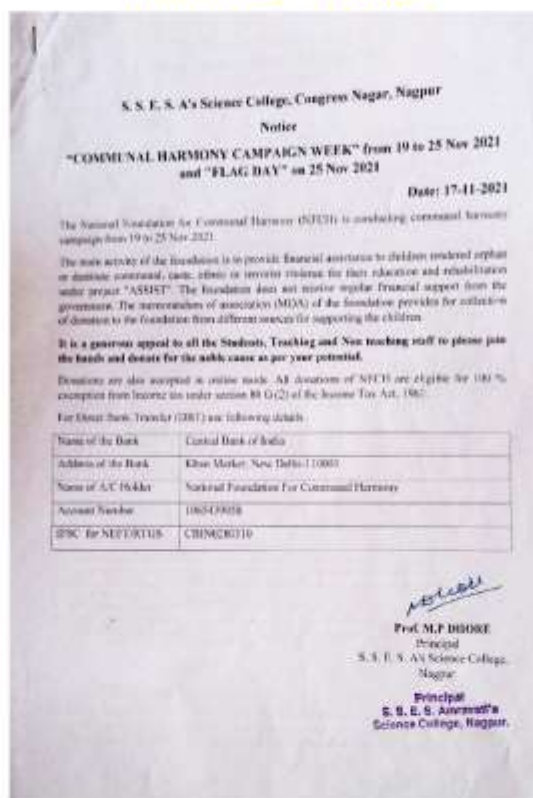 S. S. E. S. A's Science College, Congress Nagar, Nagpur
Notice
"COMMUNAL HARMONY CAMPAIGN WEEK" from 19 to 25 Nov 2021
and "FLAG DAY" on 25 Nov 2021
Date: 17-11-2021
The National Foundation for Communal Harmony (NFCH) is conducting communal harmony
campaign from 19 to 25 Nov 2021.
The main activity of the foundation is to provide financial assistance to children rendered orphan
or destitute communal, caste, ethnic or terrorist violence for their education and rehabilitation
under project "ASSIST". The foundation does not receive regular financial support from the
government. The memorandum of association (MOA) of the foundation provides for collection
of donation to the foundation from different sources for supporting the children.
It is a generous appeal to all the Students, Teaching and Non teaching staff to please join
the hands and donate for the noble cause as per your potential.
Donations are also accepted in online mode. All donations of NFCH are eligible for 100 %
exemption from Income tax under section 80 G (2) of the Income Tax Act,
For Direct Bank Transfer (DBT) use following details
Name of the Bank Central Bank of India
Address of the Bank Khan Market, New Delhi-110003
Name of A/C Holder National Foundation For Communal Harmony
Account Number
IFSC for NEFT/RTGS CBIN0280310
Prof. M.P DHORE
Principal
S. S. E. S. A's Science College,
Nagpur
Principal
S. S. E. S. Amravati's
Science College, Nagpur.